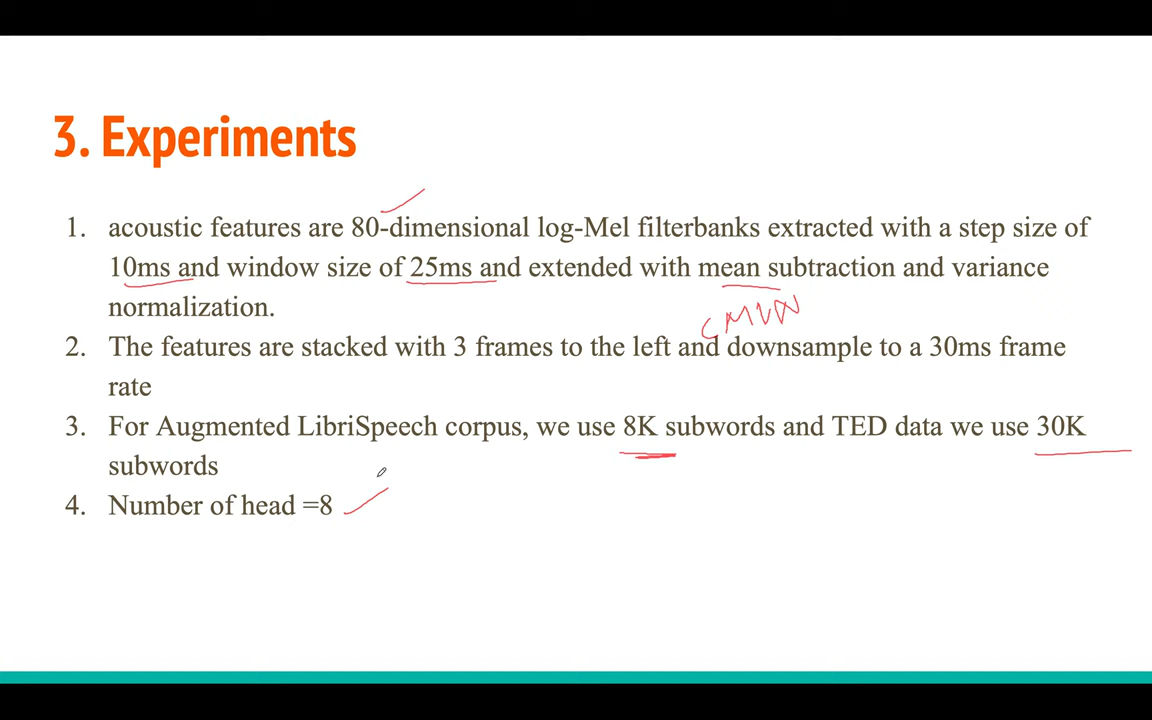 3. Experiments
1. acoustic features are 80-dimensional log-Mel filterbanks extracted with a step size of
10ms and window size of 25ms and extended with mean subtraction and variance
normalization.
CMVN
2. The features are stacked with 3 frames to the left and downsample to a 30ms frame
rate
3. For Augmented LibriSpeech corpus, we use 8K subwords and TED data we use 30K
subwords
4. Number of head =8